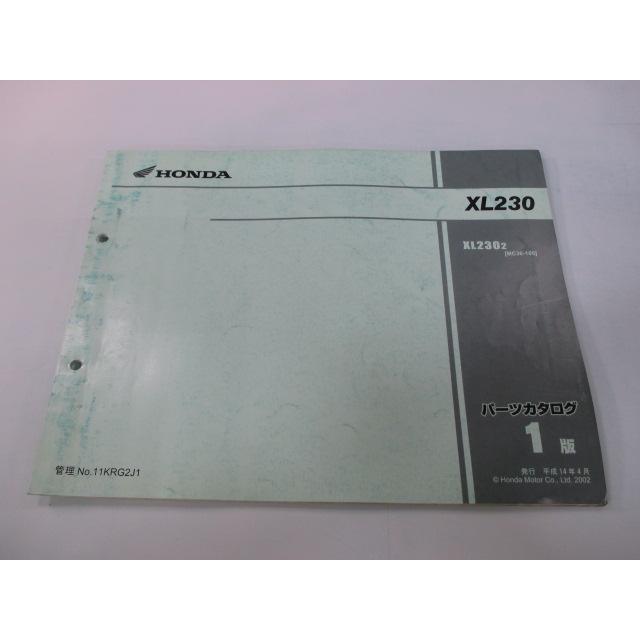 HONDA
XL230
XL2302
[MC36-100]
パーツカタログ
1版
管理 No.11KRG2J1
発行 平成14年4月
© Honda Motor Co., Ltd. 2002